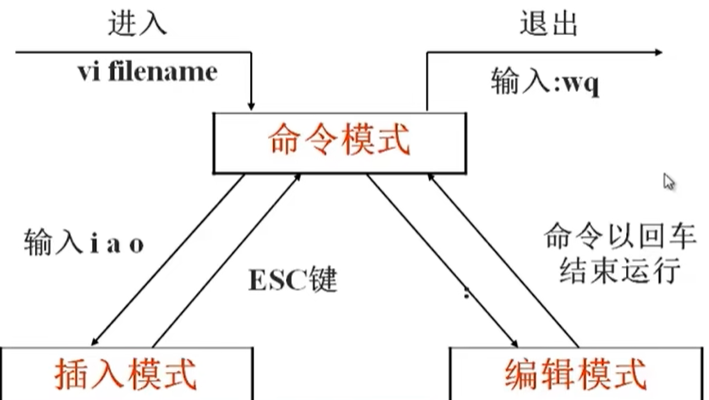 进入
退出
vi filename
输入:wq
命令模式
输入 i a o
命令以回车
结束运行
ESC键
:
插入模式
编辑模式